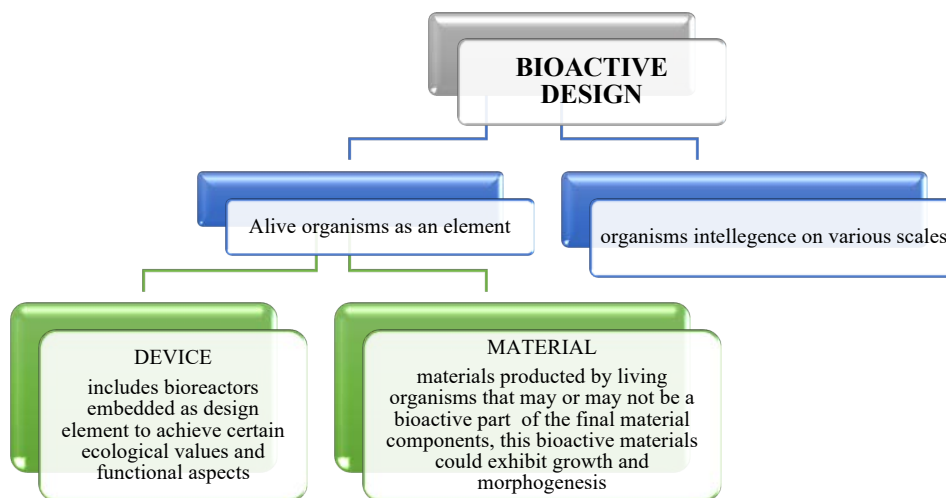 BIOACTIVE
DESIGN
Alive organisms as an element
organisms intellegence on various scales
DEVICE
includes bioreactors
embedded as design
element to achieve certain
ecological values and
functional aspects
MATERIAL
materials producted by living
organisms that may or may not be a
bioactive part of the final material
components, this bioactive materials
could exhibit growth and
morphogenesis